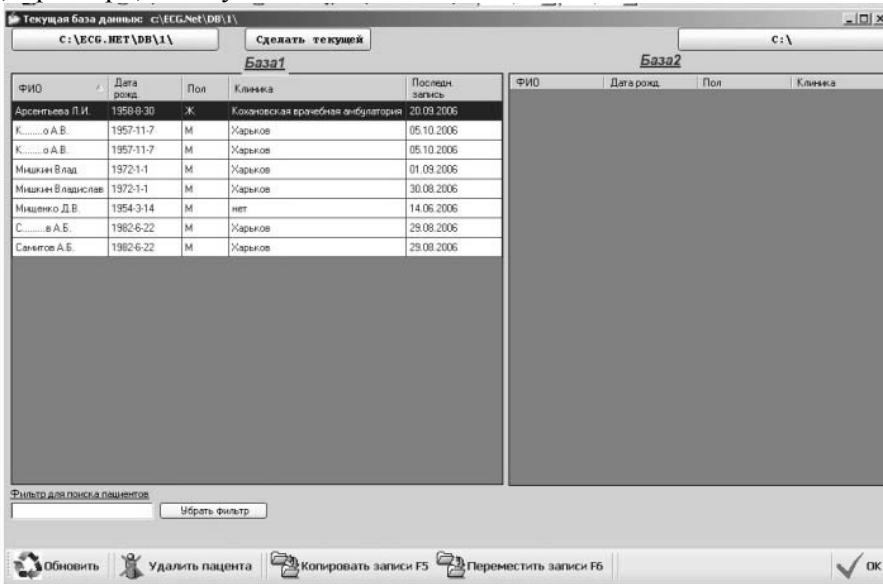 Текущая база данных: c:\ECG.Net\DB\1\
C:\ECG.NET\DB\1\ Сделать текущей C:\
База1 База2
ФИО Дата рожд. Пол Клиника Последн. запись ФИО Дата рожд. Пол Клиника
Арсентьева Л.И. 1958-8-30 Ж Кохановская врачебная амбулатория 20.09.2006
К........о А.В. 1957-11-7 М Харьков 05.10.2006
К........о А.В. 1957-11-7 М Харьков 05.10.2006
Мишкин Влад 1972-1-1 М Харьков 01.09.2006
Мишкин Владислав 1972-1-1 М Харьков 30.08.2006
Мищенко Д.В. 1954-3-14 М нет 14.06.2006
С........в А.Б. 1982-6-22 М Харьков 29.08.2006
Самитов А.Б. 1982-6-22 М Харьков 29.08.2006
Фильтр для поиска пациентов
Убрать фильтр
Обновить Удалить пацента Копировать записи F5 Переместить записи F6 OK